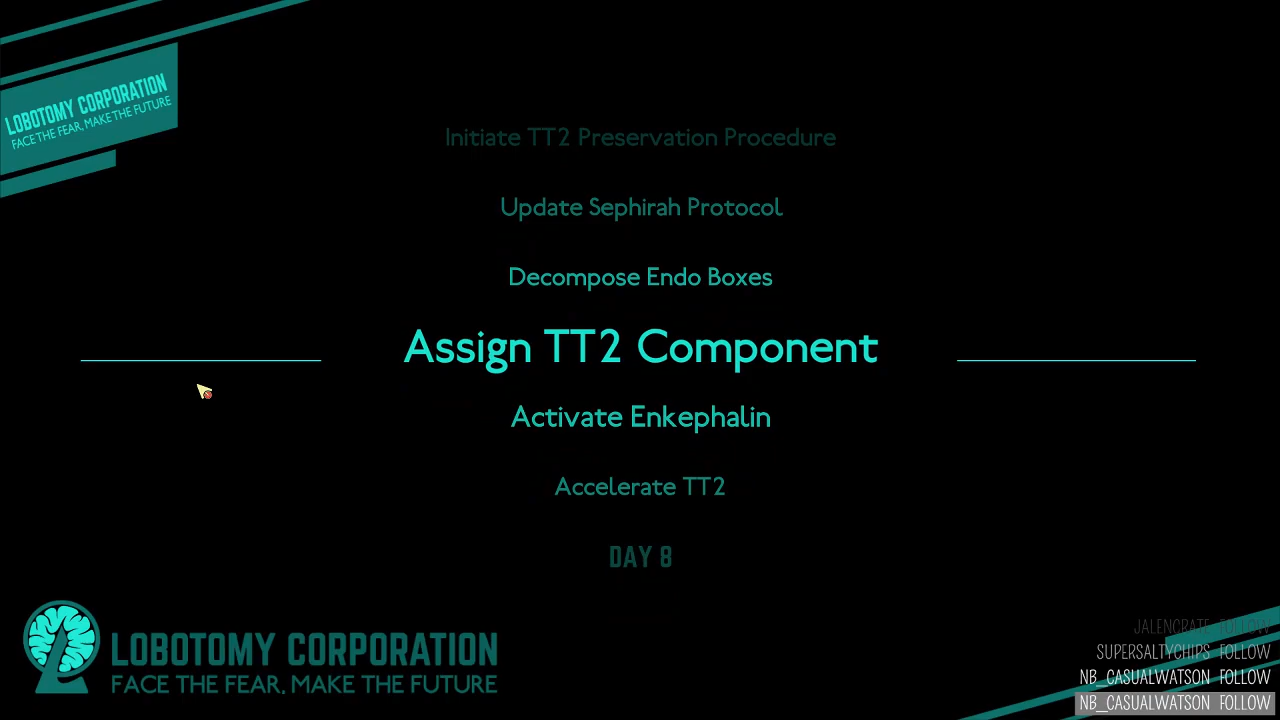 LOBOTOMY CORPORATION
FACE THE FEAR, MAKE THE FUTURE
Initiate TT2 Preservation Procedure
Update Sephirah Protocol
Decompose Endo Boxes
Assign TT2 Component
Activate Enkephalin
Accelerate TT2
DAY 8
LOBOTOMY CORPORATION
FACE THE FEAR, MAKE THE FUTURE
JALENCRATE FOLLOW
SUPERSALTYCHIPS FOLLOW
NB_CASUALWATSON FOLLOW
NB_CASUALWATSON FOLLOW